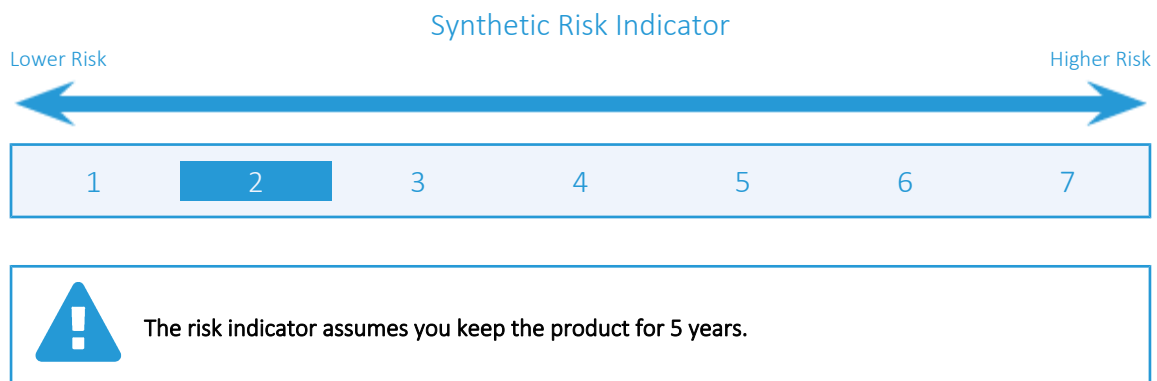 Synthetic Risk Indicator
Lower Risk Higher Risk
1 2 3 4 5 6 7
The risk indicator assumes you keep the product for 5 years.